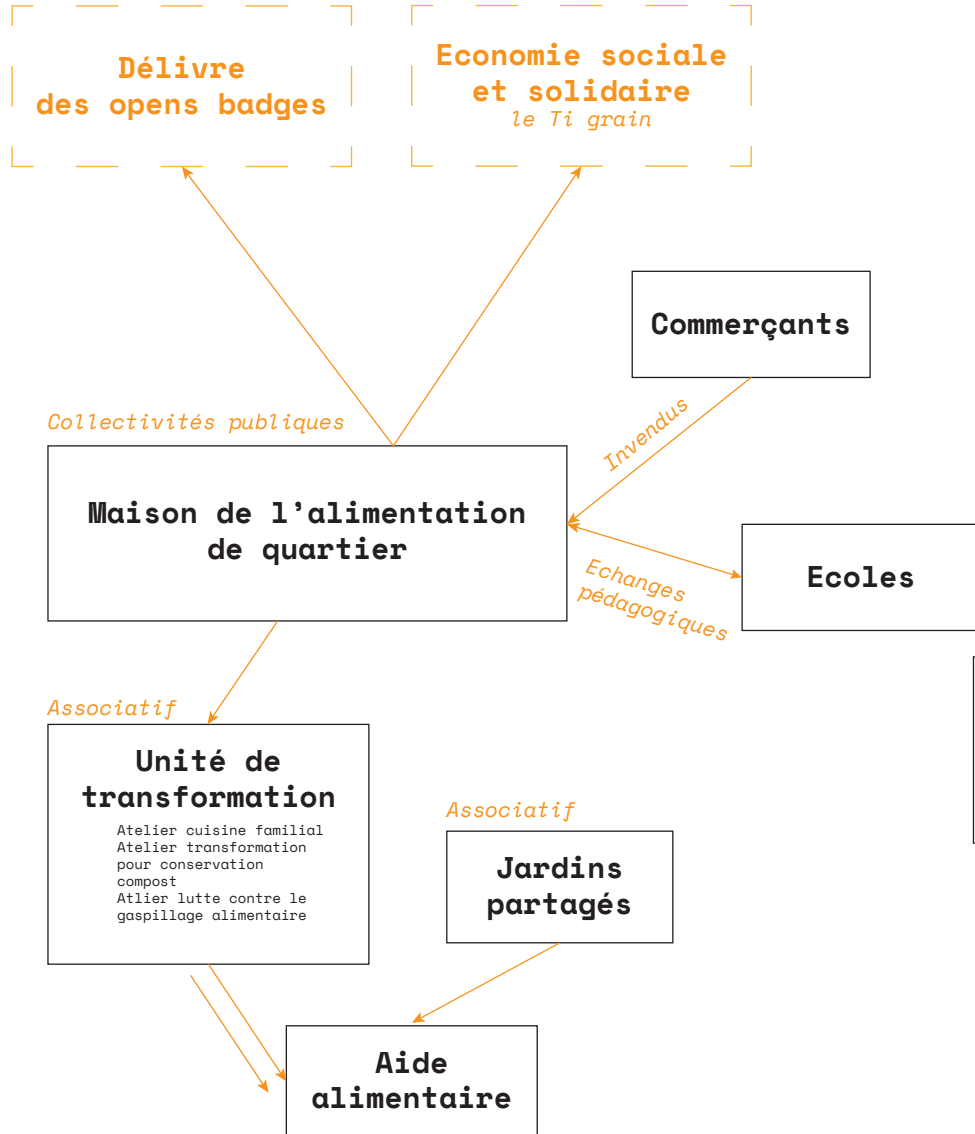 Délivre
des opens badges
Economie sociale
et solidaire
le Ti grain
Commerçants
Invendus
Collectivités publiques
Maison de l'alimentation
de quartier
Echanges
pédagogiques
Ecoles
Associatif
Unité de
transformation
Atelier cuisine familial
Atelier transformation
pour conservation
compost
Atlier lutte contre le
gaspillage alimentaire
Associatif
Jardins
partagés
Aide
alimentaire